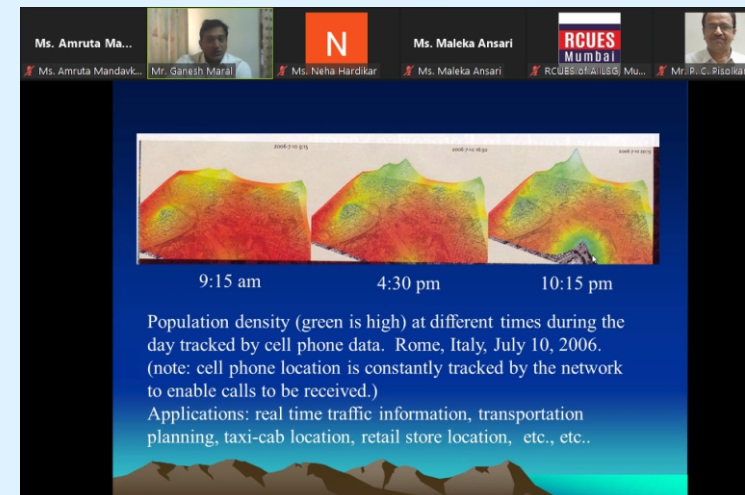 Ms. Amruta Ma...
N
Ms. Maleka Ansari
RCUES
Mumbai
Ms. Amruta Mandavk...
Mr. Ganesh Maral
Ms. Neha Hardikar
Ms. Maleka Ansari
RCUES of AIILSG, Mu...
Mr. P. C. Pisolka
9:15 am
4:30 pm
10:15 pm
Population density (green is high) at different times during the
day tracked by cell phone data. Rome, Italy, July 10, 2006.
(note: cell phone location is constantly tracked by the network
to enable calls to be received.)
Applications: real time traffic information, transportation
planning, taxi-cab location, retail store location, etc., etc..